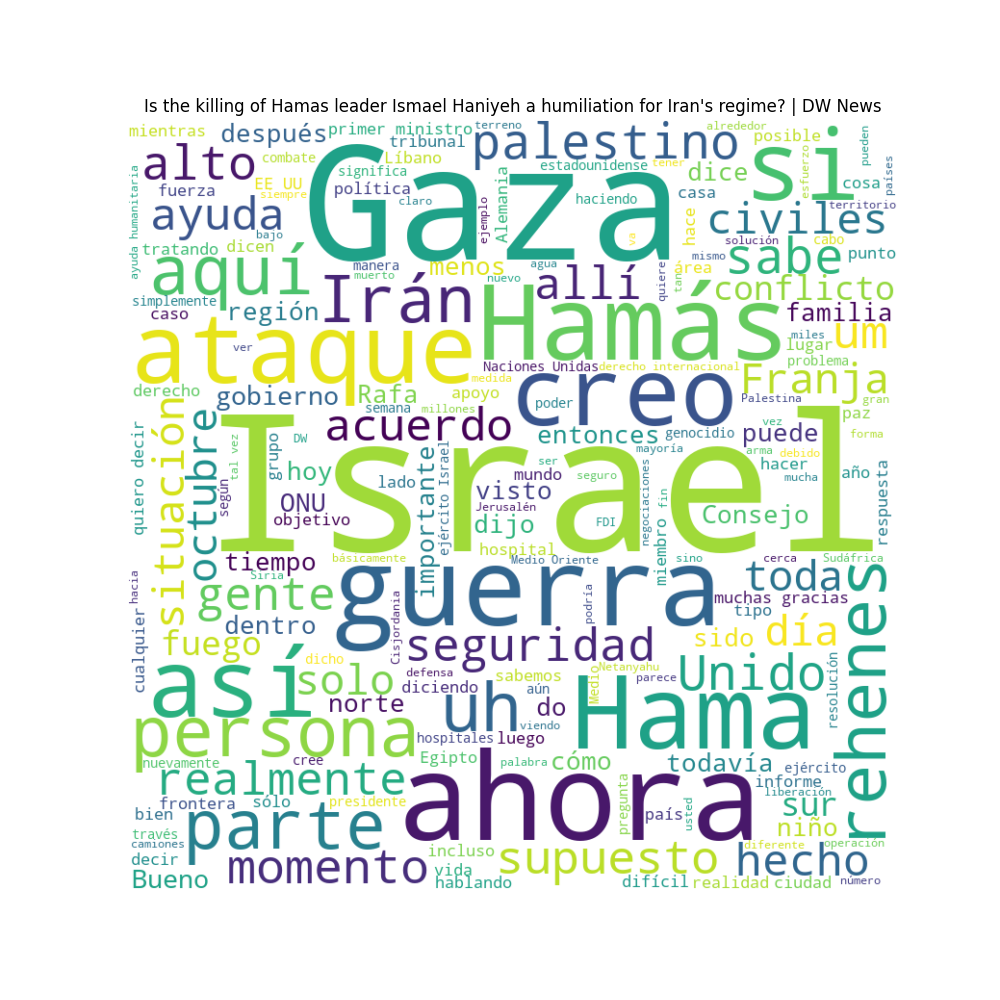 Is the killing of Hamas leader Ismael Haniyeh a humiliation for Iran's regime? | DW News
mientras
después
primer ministro
terreno
tribunal
palestino
alrededor
posible
si
pueden
países
alto
combate
Líbano
significa
estadounidense
tener
dice
esfuerzo
cosa
fuerza
EE UU
siempre
política
claro
Gaza
ejemplo
Alemania
haciendo
casa
territorio
ayuda humanitaria
ayuda
bajo
hace
civiles
va
solución
cabo
tratando
dicen
manera
muerto
menos
agua
nuevo
allí
quiere
área
mismo
sabe
punto
aquí
simplemente
caso
región
Irán
Hamás
tan
conflicto
familia
miles
um
lugar
ataque
ver
Naciones Unidas
derecho internacional
problema
derecho
gobierno
Rafa
medida
apoyo
creo
Franja
Palestina
gran
semana
millones
poder
paz
situación
octubre
quiero decir
tal vez
DW
grupo
acuerdo
entonces
genocidio
puede
vez
forma
mayoría
arma
debido
según
hoy
lado
importante
ejército Israel
ser
mundo
seguro
visto
negociaciones
fin
hacer
mucha
año
respuesta
ONU
objetivo
Israel
Jerusalén
dijo
FDI
Consejo
miembro
tiempo
básicamente
hospital
Medio Oriente
sino
cerca
Sudáfrica
Siria
hacia
gente
guerra
podría
toda
muchas gracias
tipo
rehenes
cualquier
dentro
Cisjordania
fuego
seguridad
sido
día
dicho
defensa
sabemos
Netanyahu
Medio
parece
Unido
resolución
así
solo
diciendo
aún
norte
uh
do
viendo
Hama
persona
nuevamente
cree
hospitales
luego
Egipto
palabra
cómo
todavía
ejército
realmente
informe
liberación
frontera
sólo
presidente
ahora
pregunta
país
usted
sur
bien
través
camiones
parte
niño
diferente
operación
decir
incluso
supuesto
hecho
Bueno
momento
vida
hablando
difícil
realidad
ciudad
número